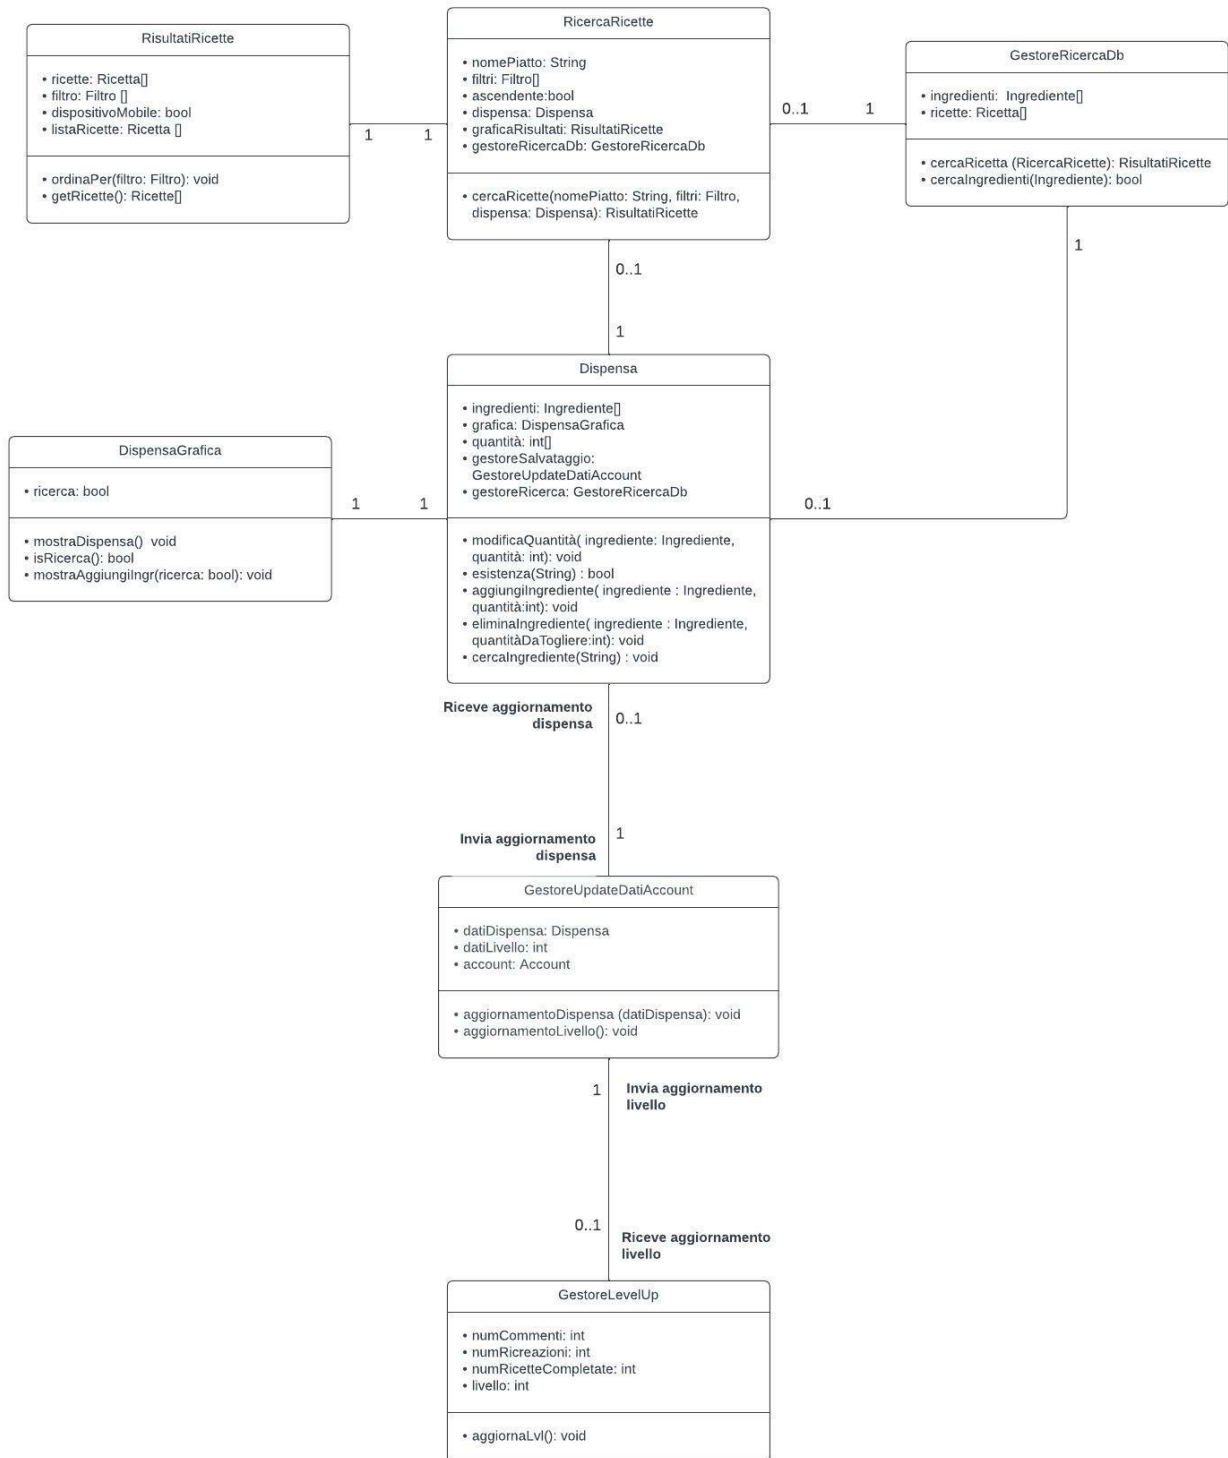 RisultatiRicette
• ricette: Ricetta[]
• filtro: Filtro []
• dispositivoMobile: bool
• listaRicette: Ricetta []
• ordinaPer(filtro: Filtro): void
• getRicette(): Ricette[]
1
1
RicercaRicette
• nomePiatto: String
• filtri: Filtro[]
• ascendente:bool
• dispensa: Dispensa
• graficaRisultati: RisultatiRicette
• gestoreRicercaDb: GestoreRicercaDb
• cercaRicette(nomePiatto: String, filtri: Filtro,
dispensa: Dispensa): RisultatiRicette
0..1
1
GestoreRicercaDb
• ingredienti: Ingrediente[]
• ricette: Ricetta[]
• cercaRicetta (RicercaRicette): RisultatiRicette
• cercaIngredienti(Ingrediente): bool
1
0..1
1
Dispensa
• ingredienti: Ingrediente[]
• grafica: DispensaGrafica
• quantità: int[]
• gestoreSalvataggio:
GestoreUpdateDatiAccount
• gestoreRicerca: GestoreRicercaDb
• modificaQuantità( ingrediente: Ingrediente,
quantità: int): void
• esistenza(String) : bool
• aggiungiIngrediente( ingrediente : Ingrediente,
quantità:int): void
• eliminaIngrediente( ingrediente : Ingrediente,
quantitàDaTogliere:int): void
• cercaIngrediente(String) : void
0..1
DispensaGrafica
• ricerca: bool
• mostraDispensa() void
• isRicerca(): bool
• mostraAggiungiIngr(ricerca: bool): void
1
1
Riceve aggiornamento
dispensa
0..1
Invia aggiornamento
dispensa
1
GestoreUpdateDatiAccount
• datiDispensa: Dispensa
• datiLivello: int
• account: Account
• aggiornamentoDispensa (datiDispensa): void
• aggiornamentoLivello(): void
1
Invia aggiornamento
livello
0..1
Riceve aggiornamento
livello
GestoreLevelUp
• numCommenti: int
• numRicreazioni: int
• numRicetteCompletate: int
• livello: int
• aggiornaLvl(): void